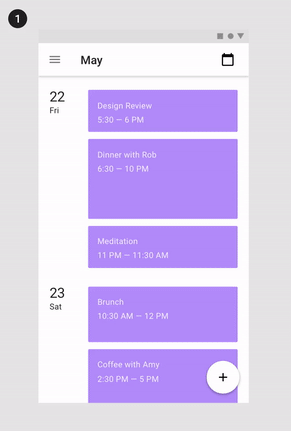 1
May
22
Fri
Design Review
5:30 – 6 PM
Dinner with Rob
6:30 – 10 PM
Meditation
11 PM – 11:30 AM
23
Sat
Brunch
10:30 AM – 12 PM
Coffee with Amy
2:30 PM – 5 PM
+